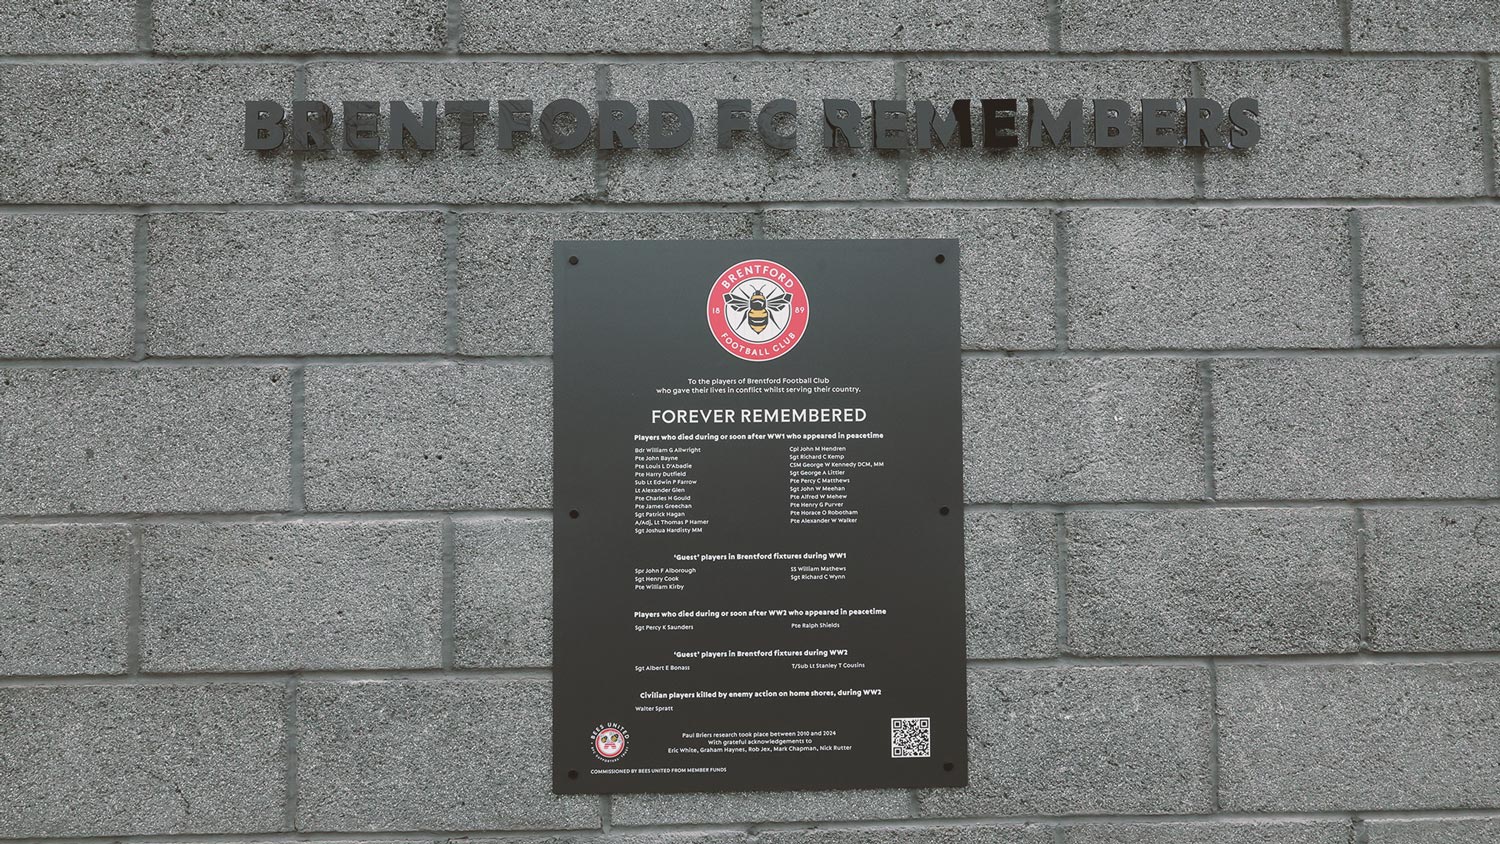 BRENTFORD FC REMEMBERS
BRENTFORD
18 89
FOOTBALL CLUB
To the players of Brentford Football Club
who gave their lives in conflict whilst serving their country.
FOREVER REMEMBERED
Players who died during or soon after WW1 who appeared in peacetime
Bdr William G Allwright
Pte John Bayne
Pte Louis L D'Abadie
Pte Harry Dutfield
Sub Lt Edwin P Farrow
Lt Alexander Glen
Pte Charles H Gould
Pte James Greechan
Sgt Patrick Hagan
A/Adj, Lt Thomas P Hamer
Sgt Joshua Hardisty MM
Cpl John M Hendren
Sgt Richard C Kemp
CSM George W Kennedy DCM, MM
Sgt George A Littler
Pte Percy C Matthews
Sgt John W Meehan
Pte Alfred W Mehew
Pte Henry G Purver
Pte Horace O Robotham
Pte Alexander W Walker
'Guest' players in Brentford fixtures during WW1
Spr John F Alborough
Sgt Henry Cook
Pte William Kirby
SS William Mathews
Sgt Richard C Wynn
Players who died during or soon after WW2 who appeared in peacetime
Sgt Percy K Saunders
Pte Ralph Shields
'Guest' players in Brentford fixtures during WW2
Sgt Albert E Bonass
T/Sub Lt Stanley T Cousins
Civilian players killed by enemy action on home shores, during WW2
Walter Spratt
BEES UNITED
Paul Briers research took place between 2010 and 2024
With grateful acknowledgements to
Eric White, Graham Haynes, Rob Jex, Mark Chapman, Nick Rutter
COMMISSIONED BY BEES UNITED FROM MEMBER FUNDS